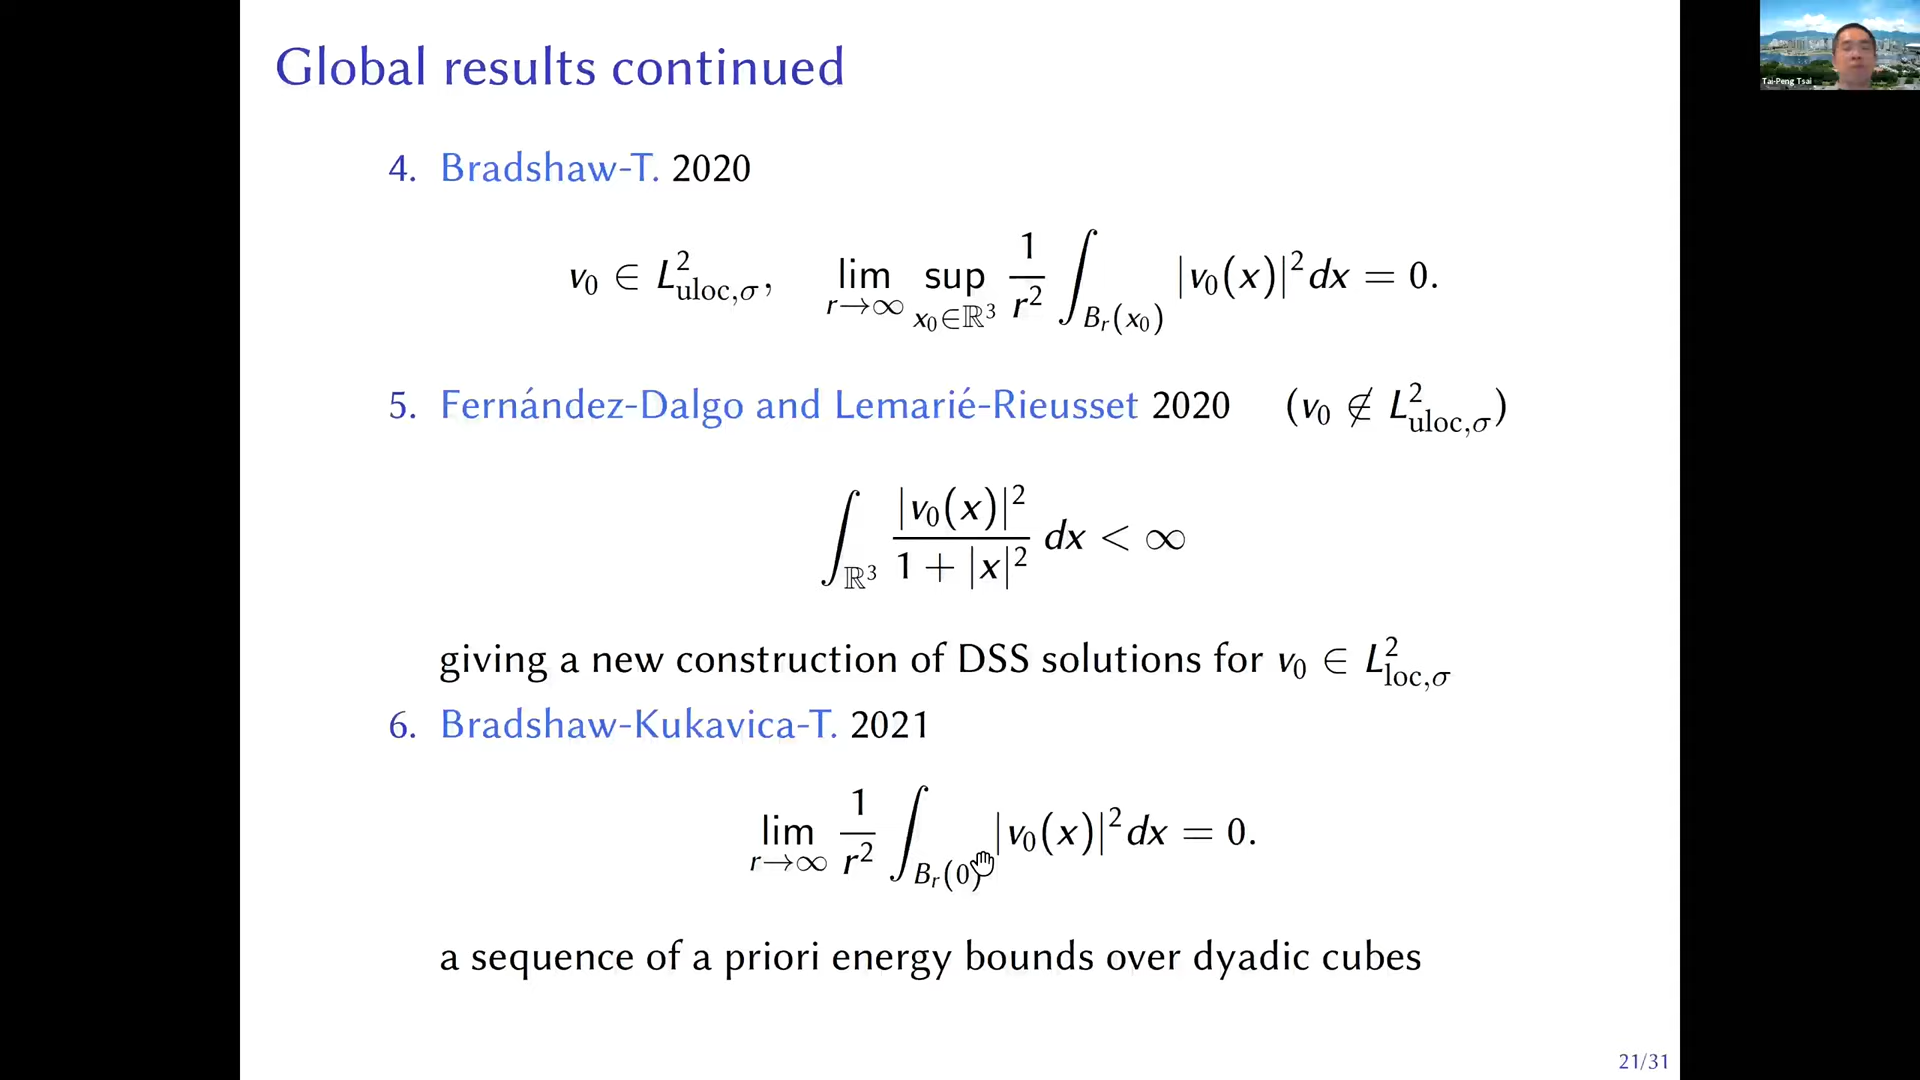 Global results continued
Tai-Peng Tsai
4. Bradshaw-T. 2020
v₀ ∈ L²_{uloc,σ}, lim_{r→∞} sup_{x₀∈ℝ³} 1/r² ∫_{B_r(x₀)} |v₀(x)|² dx = 0.
5. Fernández-Dalgo and Lemarié-Rieusset 2020 (v₀ ∉ L²_{uloc,σ})
∫_{ℝ³} |v₀(x)|² / (1 + |x|²) dx < ∞
giving a new construction of DSS solutions for v₀ ∈ L²_{loc,σ}
6. Bradshaw-Kukavica-T. 2021
lim_{r→∞} 1/r² ∫_{B_r(0)} |v₀(x)|² dx = 0.
a sequence of a priori energy bounds over dyadic cubes
21/31